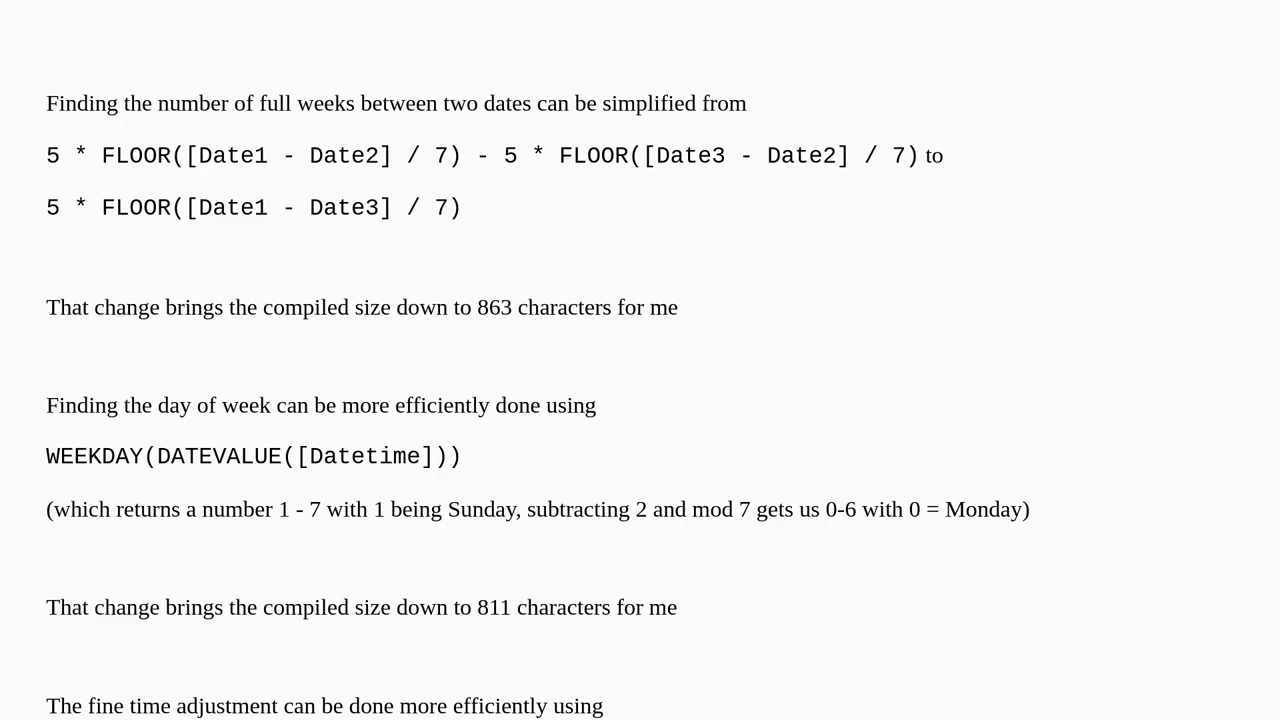 Finding the number of full weeks between two dates can be simplified from
5 * FLOOR([Date1 - Date2] / 7) - 5 * FLOOR([Date3 - Date2] / 7) to
5 * FLOOR([Date1 - Date3] / 7)
That change brings the compiled size down to 863 characters for me
Finding the day of week can be more efficiently done using
WEEKDAY(DATEVALUE([Datetime]))
(which returns a number 1 - 7 with 1 being Sunday, subtracting 2 and mod 7 gets us 0-6 with 0 = Monday)
That change brings the compiled size down to 811 characters for me
The fine time adjustment can be done more efficiently using